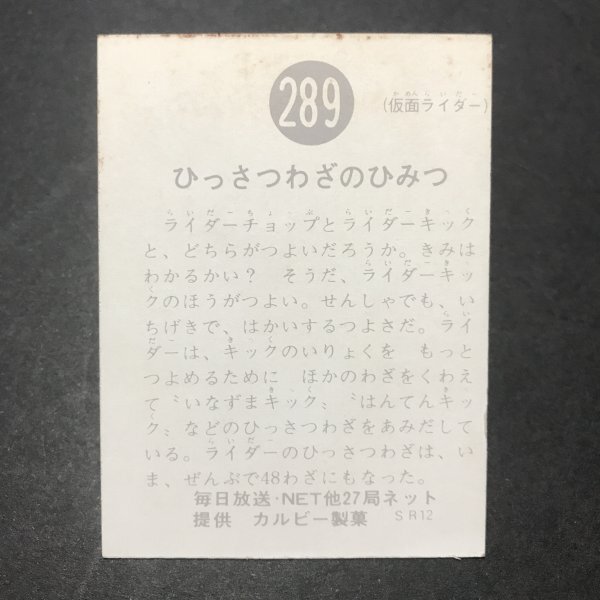 289
(仮面ライダー)
ひっさつわざのひみつ
ライダーチョップとライダーキック
と、どちらがつよいだろうか。きみは
わかるかい？　そうだ、ライダーキッ
クのほうがつよい。せんしゃでも、い
ちげきで、はかいするつよさだ。ライ
ダーは、キックのいりょくを　もっと
つよめるために　ほかのわざをくわえ
て〝いなずまキック〟〝はんてんキッ
ク〟などのひっさつわざをあみだして
いる。ライダーのひっさつわざは、い
ま、ぜんぶで48わざにもなった。
毎日放送・NET他27局ネット
提供　カルビー製菓　SR12